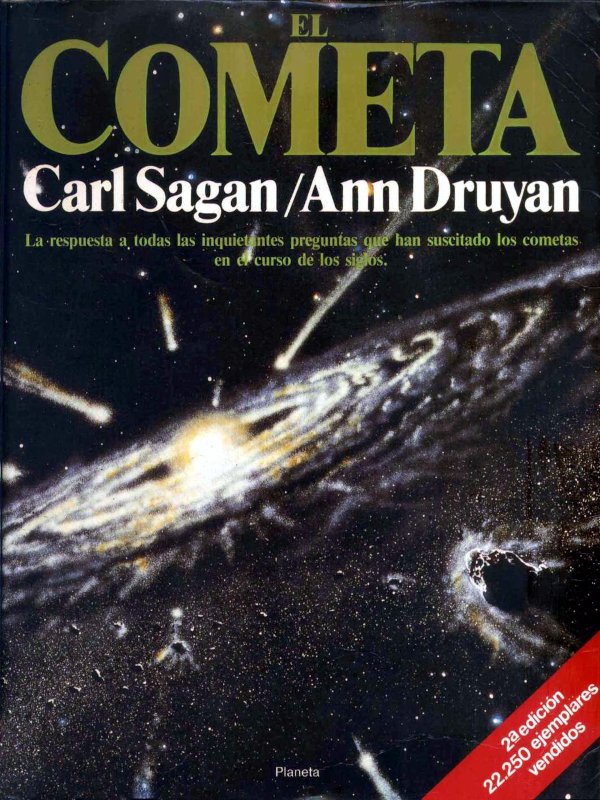 EL
COMETA
Carl Sagan/Ann Druyan
La respuesta a todas las inquietantes preguntas que han suscitado los cometas
en el curso de los siglos.
2ª edición
22.250 ejemplares
vendidos
Planeta